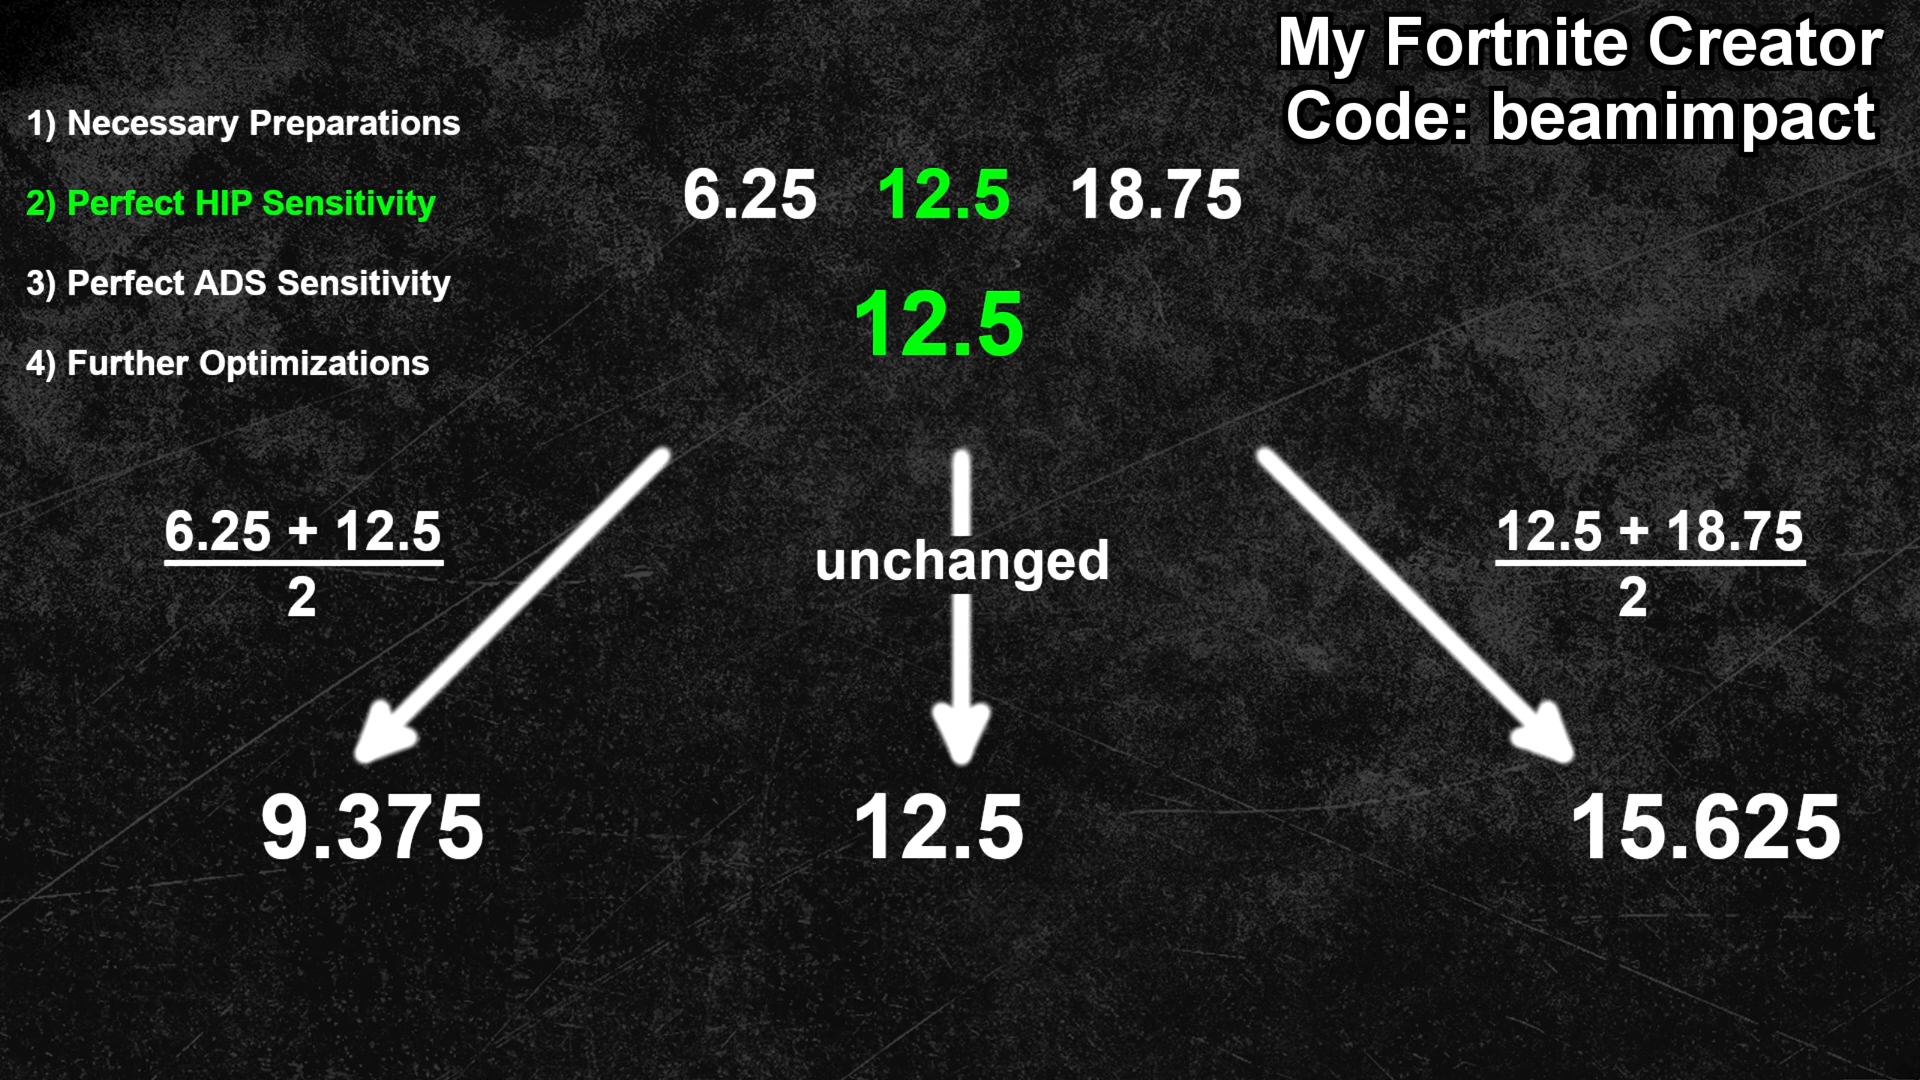 My Fortnite Creator
Code: beamimpact
1) Necessary Preparations
2) Perfect HIP Sensitivity
3) Perfect ADS Sensitivity
4) Further Optimizations
6.25 12.5 18.75
12.5
6.25 + 12.5
2
unchanged
12.5 + 18.75
2
9.375 12.5 15.625